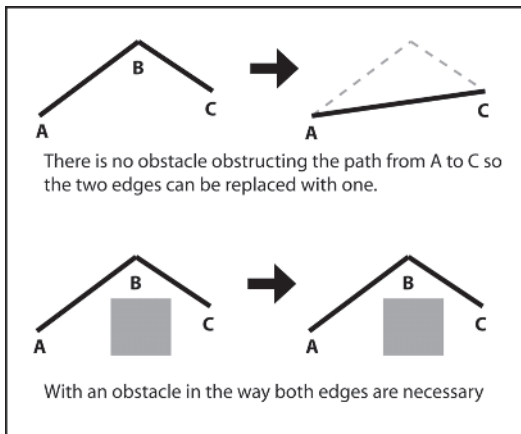 B
C
A
C
A
There is no obstacle obstructing the path from A to C so
the two edges can be replaced with one.
B
C
A
B
C
A
With an obstacle in the way both edges are necessary